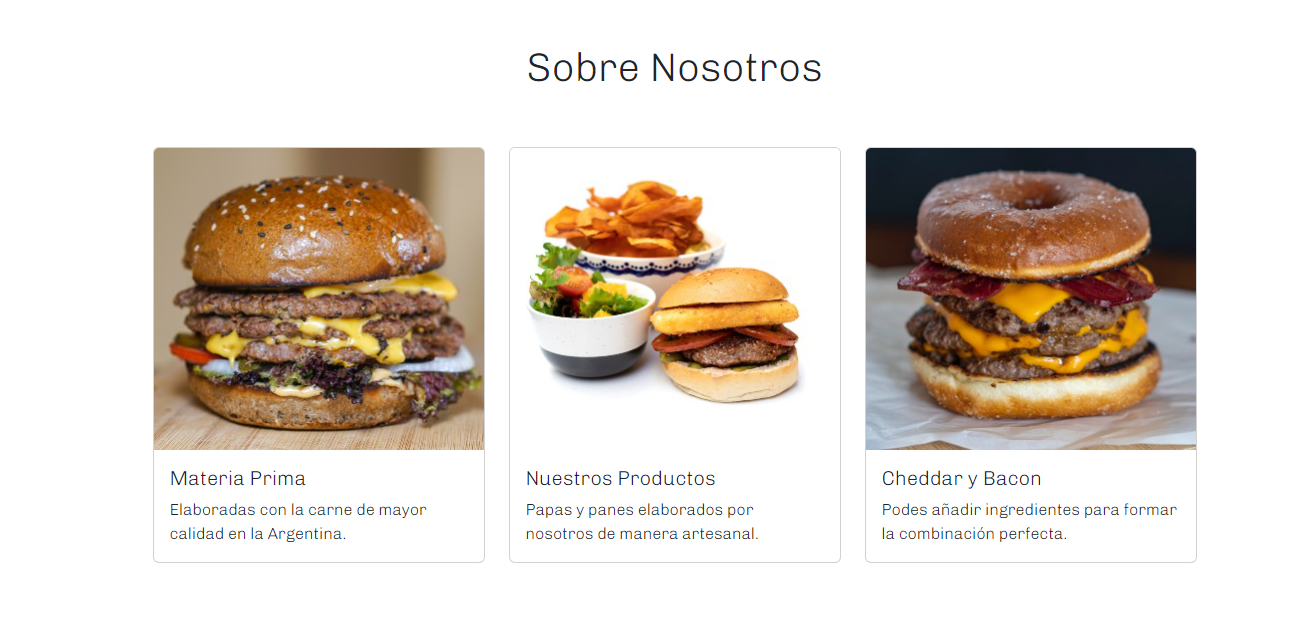 Sobre Nosotros
Materia Prima
Elaboradas con la carne de mayor
calidad en la Argentina.
Nuestros Productos
Papas y panes elaborados por
nosotros de manera artesanal.
Cheddar y Bacon
Podes añadir ingredientes para formar
la combinación perfecta.